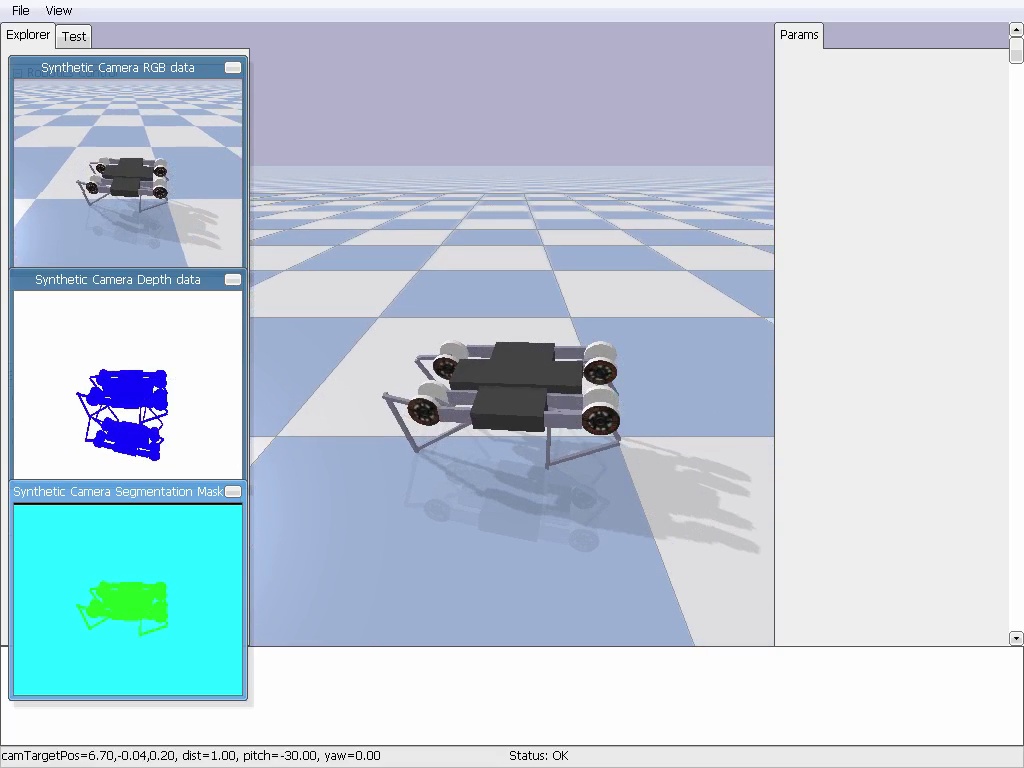 File View
Explorer Test
Params
Synthetic Camera RGB data
Synthetic Camera Depth data
Synthetic Camera Segmentation Mask
camTargetPos=6.70,-0.04,0.20, dist=1.00, pitch=-30.00, yaw=0.00 Status: OK